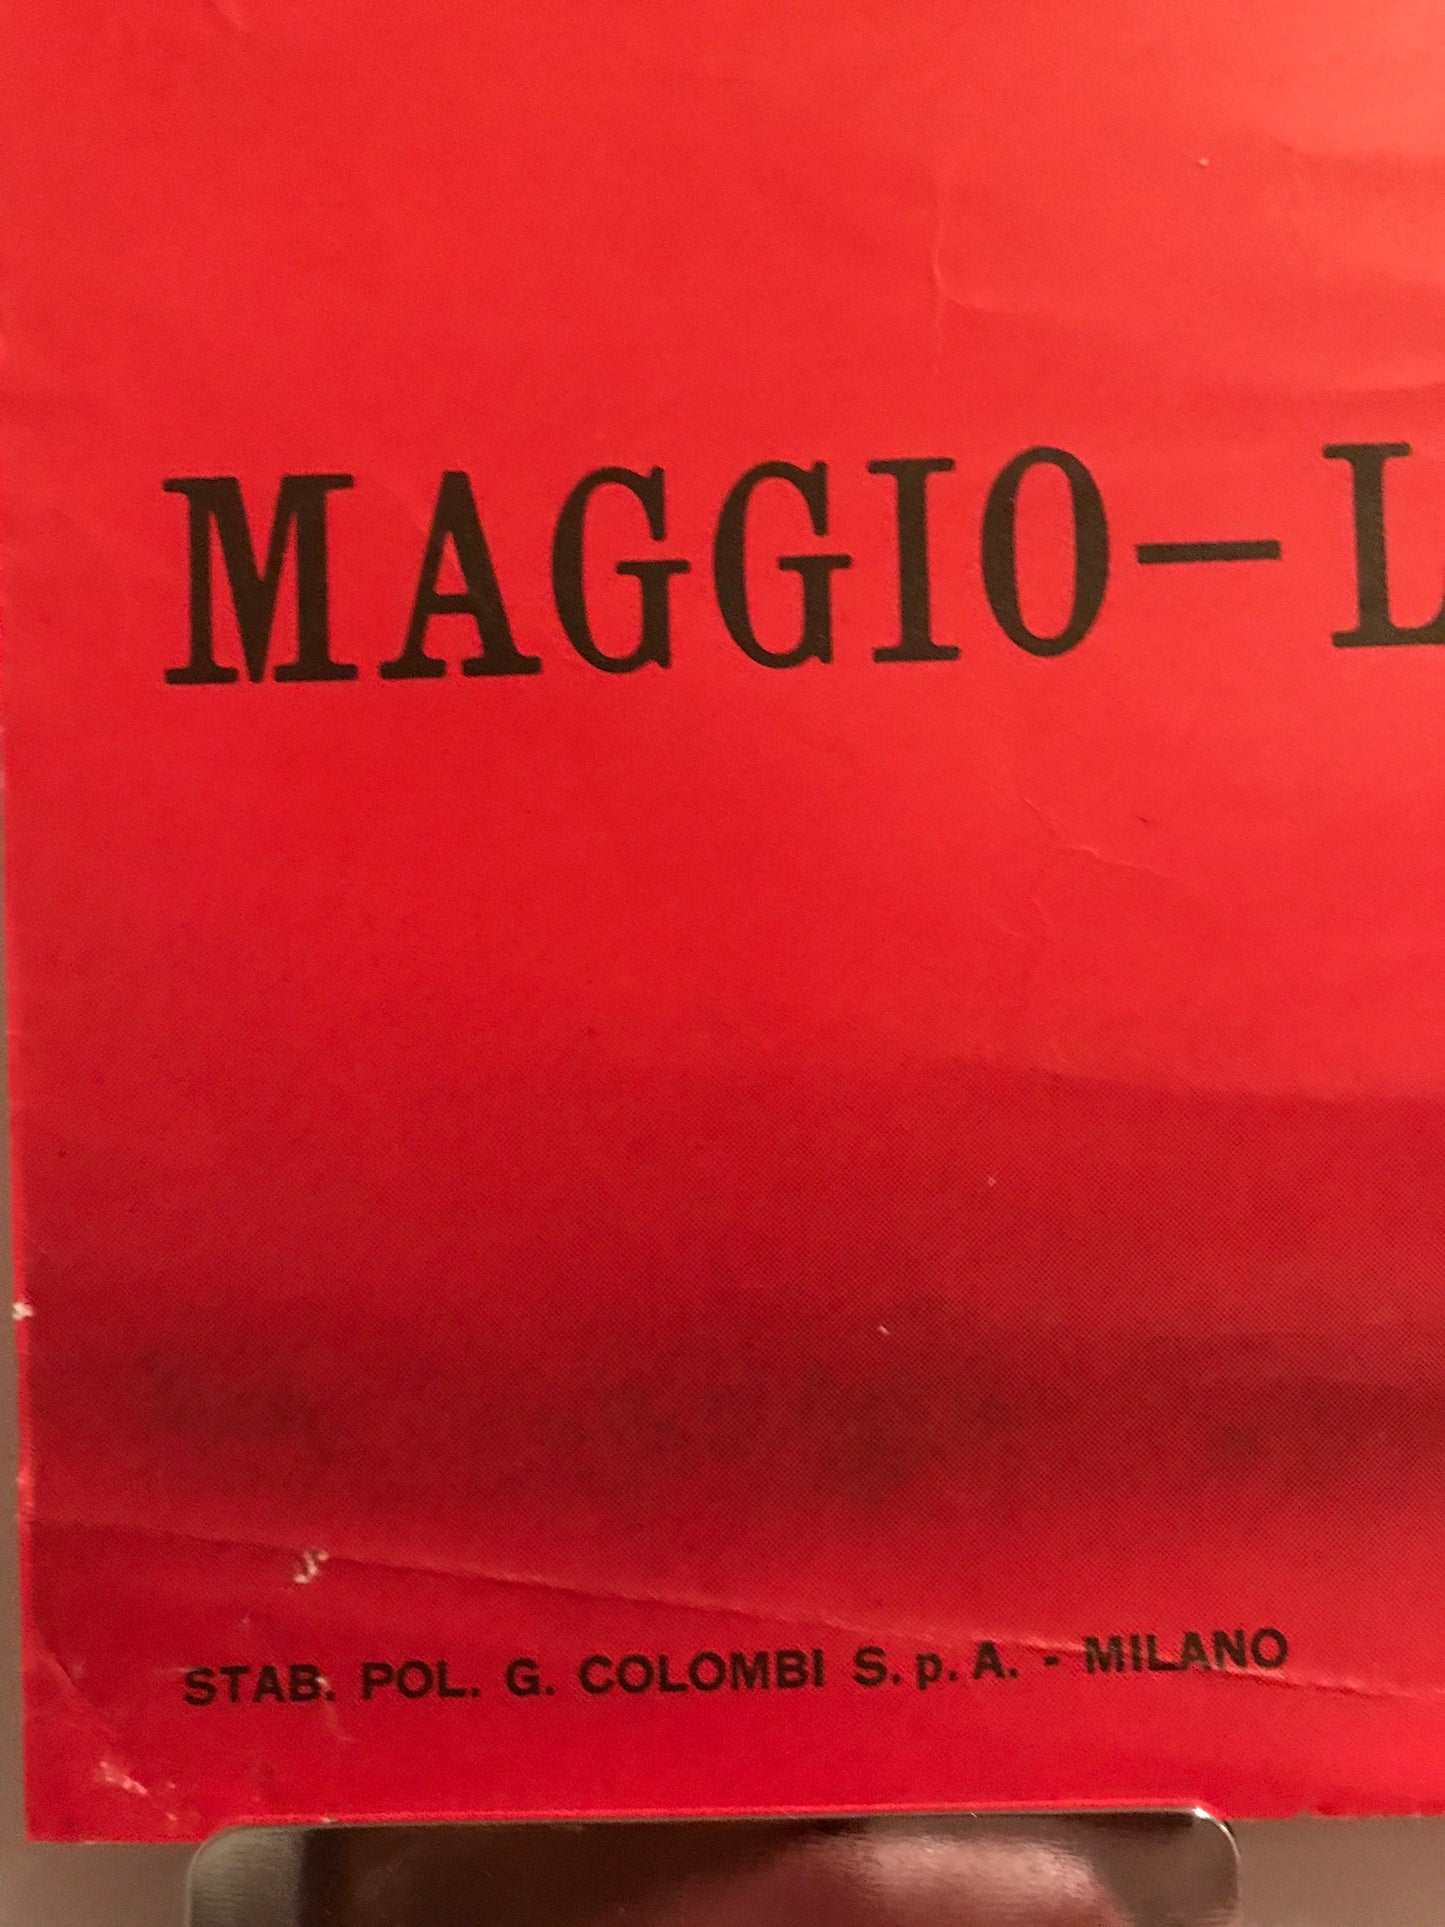 MAGGIO-L
STAB. POL. G. COLOMBI S.p.A. - MILANO